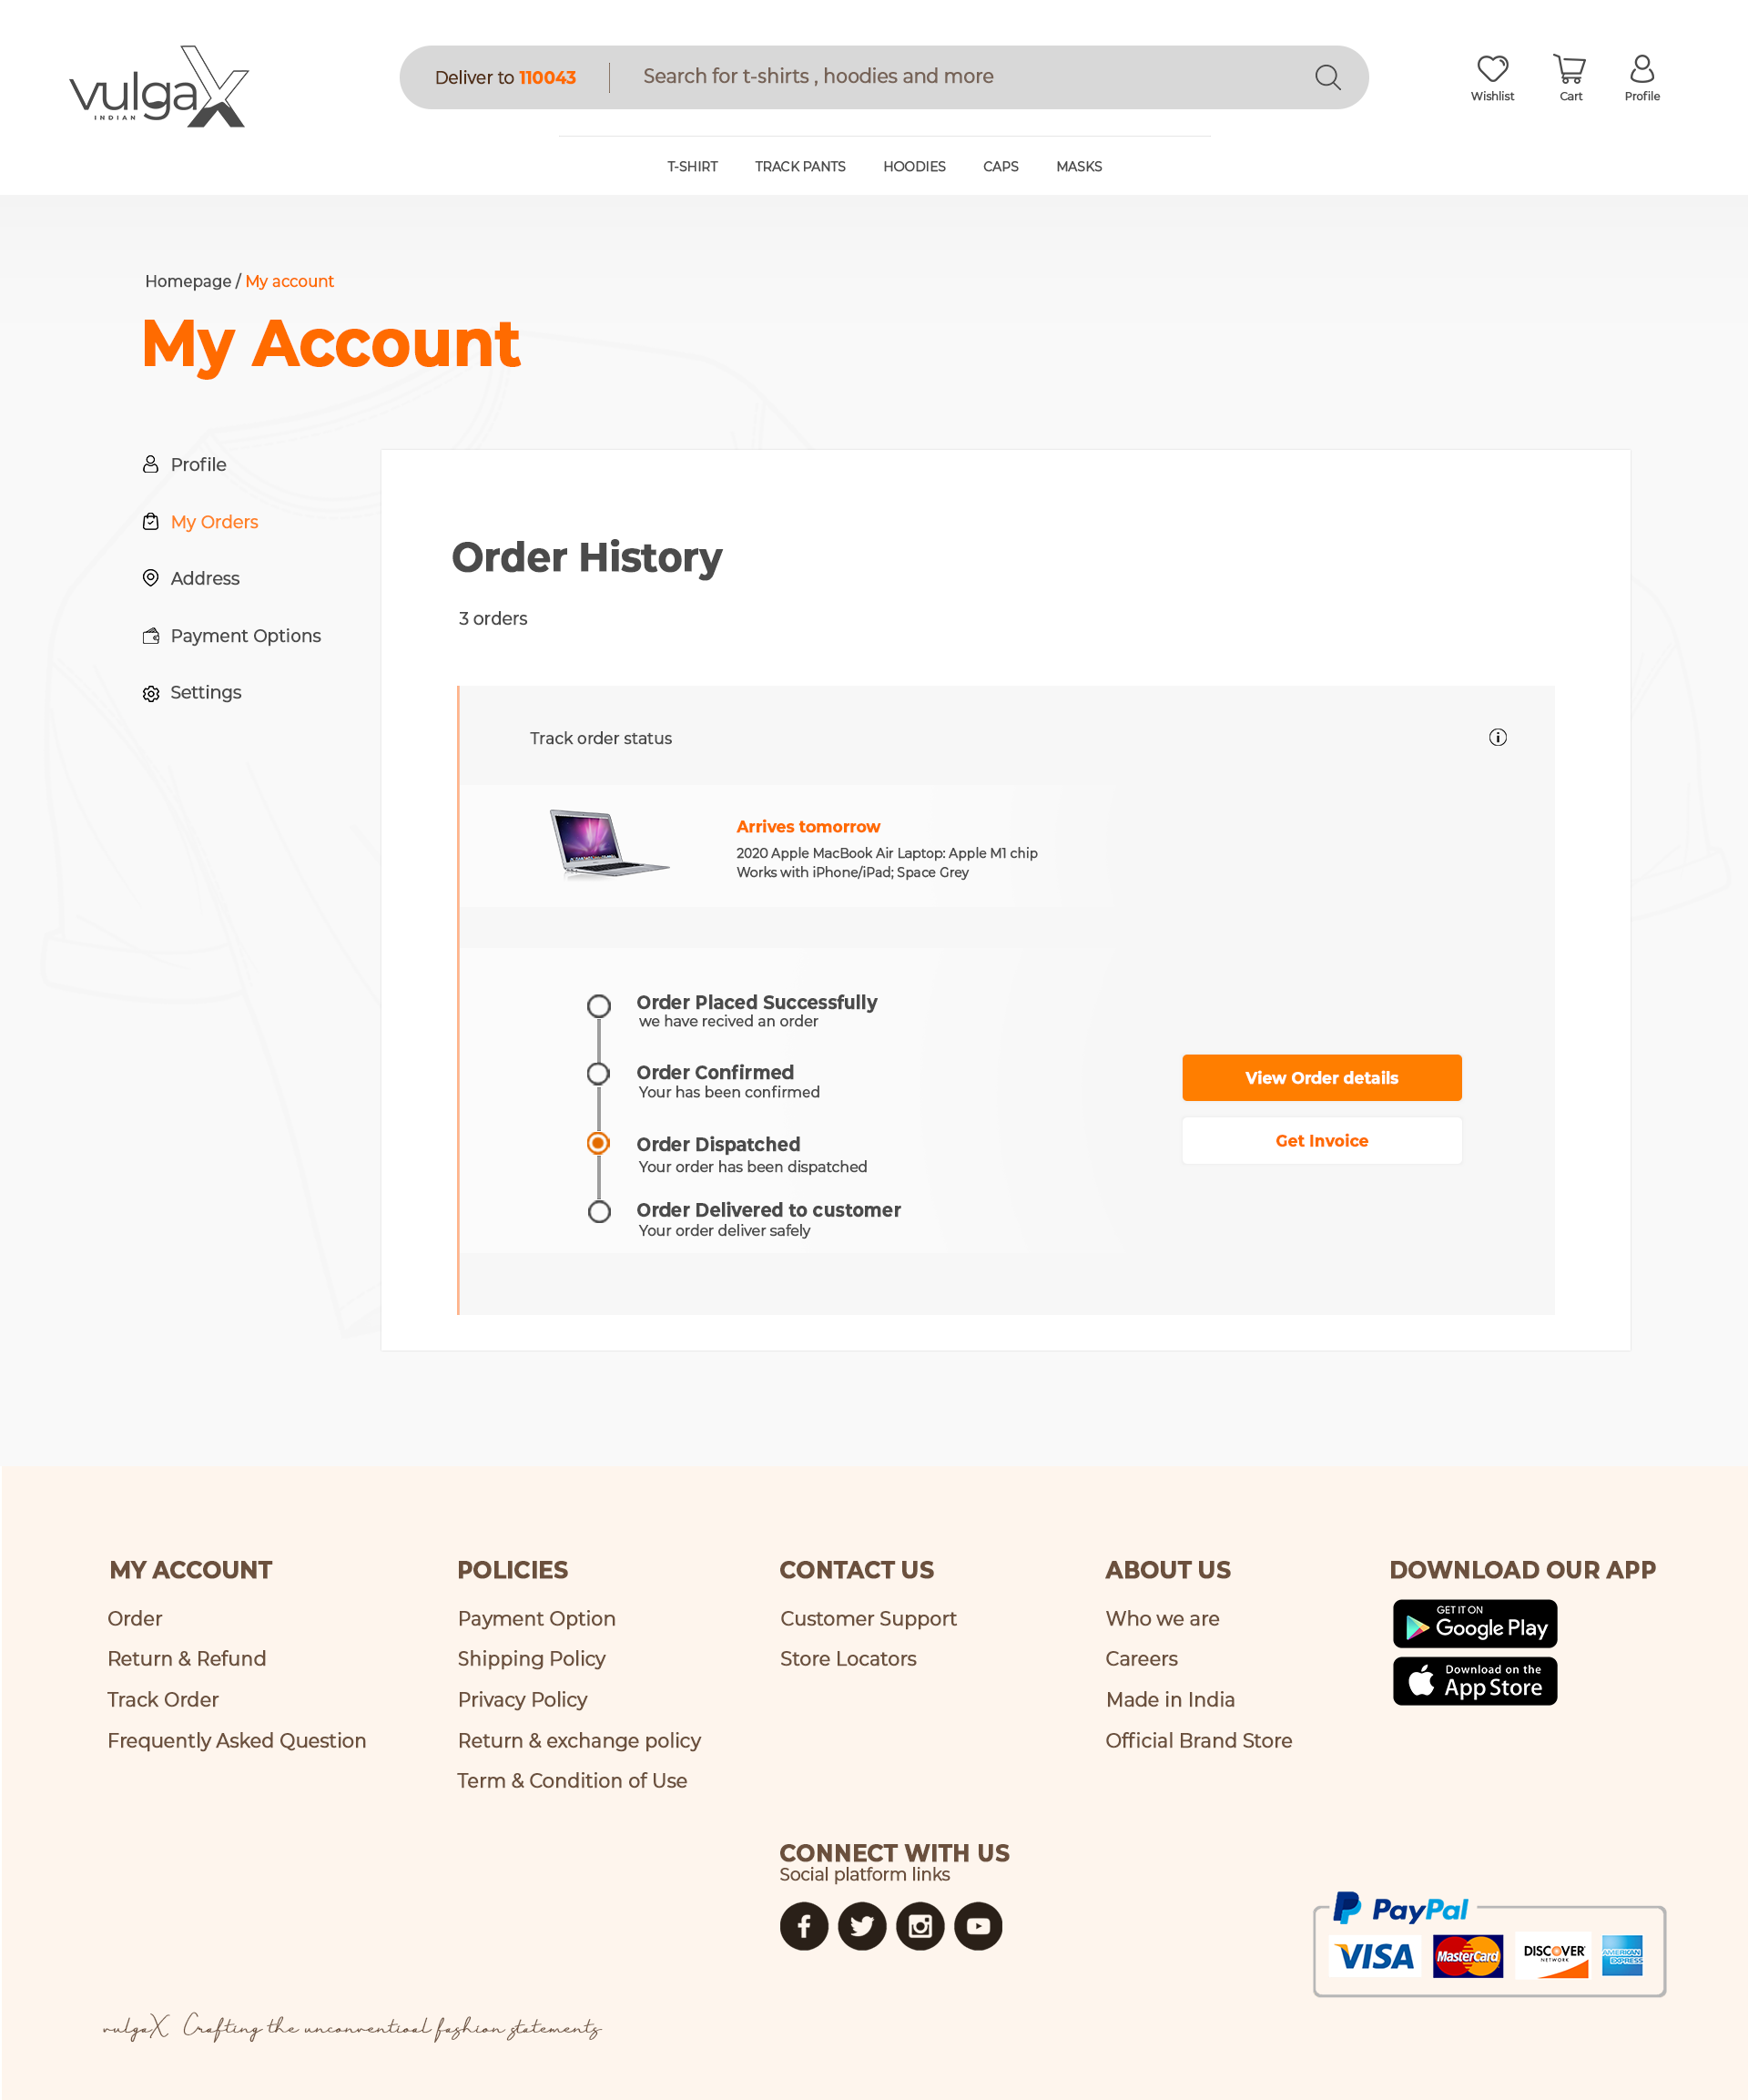 vulgaX
INDIAN
Deliver to 110043
Search for t-shirts , hoodies and more
Wishlist
Cart
Profile
T-SHIRT
TRACK PANTS
HOODIES
CAPS
MASKS
Homepage / My account
My Account
Profile
My Orders
Address
Payment Options
Settings
Order History
3 orders
Track order status
Arrives tomorrow
2020 Apple MacBook Air Laptop: Apple M1 chip
Works with iPhone/iPad; Space Grey
Order Placed Successfully
we have recived an order
Order Confirmed
Your has been confirmed
Order Dispatched
Your order has been dispatched
Order Delivered to customer
Your order deliver safely
View Order details
Get Invoice
MY ACCOUNT
Order
Return & Refund
Track Order
Frequently Asked Question
POLICIES
Payment Option
Shipping Policy
Privacy Policy
Return & exchange policy
Term & Condition of Use
CONTACT US
Customer Support
Store Locators
ABOUT US
Who we are
Careers
Made in India
Official Brand Store
DOWNLOAD OUR APP
GET IT ON
Google Play
Download on the
App Store
CONNECT WITH US
Social platform links
PayPal
VISA
MasterCard
DISCOVER
NETWORK
AMERICAN
EXPRESS
vulgaX Crafting the unconventioal fashion statements